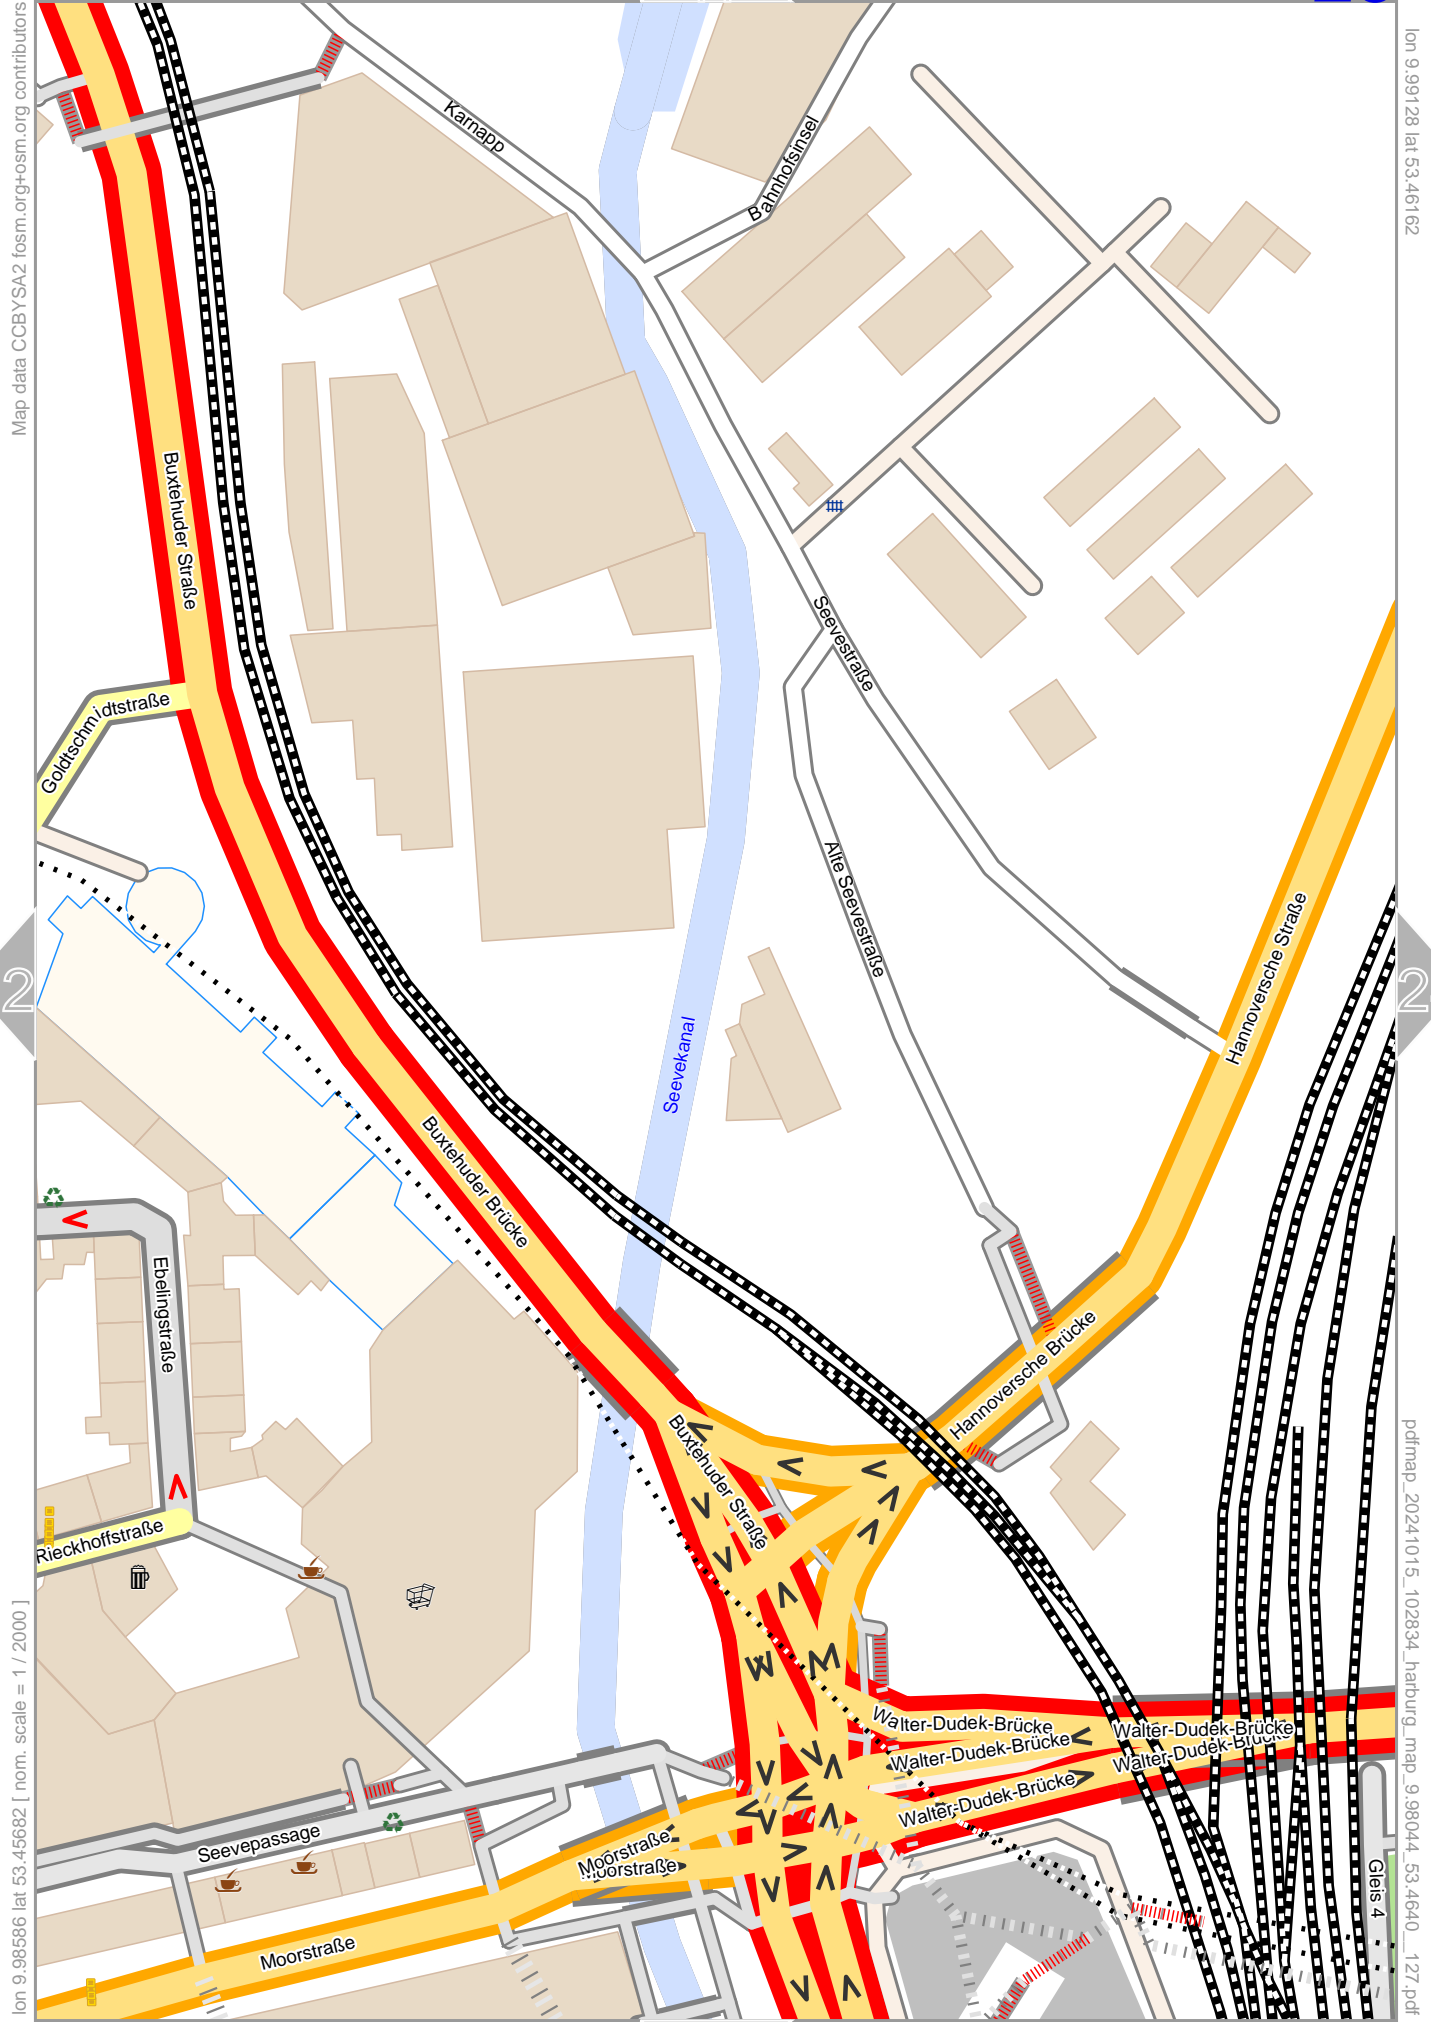 Map data CCBYSA2 fosm.org+osm.org contributors
lon 9.99128 lat 53.46162
Karnapp
Bahnhofsinsel
Buxtehuder Straße
Seevestraße
Goldtschmidtstraße
Alte Seevestraße
Hannoversche Straße
2
2
Seevekanal
Buxtehuder Brücke
Ebelingstraße
Hannoversche Brücke
Buxtehuder Straße
Rieckhoffstraße
Walter-Dudek-Brücke
Walter-Dudek-Brücke
Walter-Dudek-Brücke
Walter-Dudek-Brücke
Walter-Dudek-Brücke
Seevepassage
Moorstraße
Moorstraße
Gleis 4
Moorstraße
lon 9.98586 lat 53.45682 [ nom. scale = 1 / 2000 ]
pdfmap_20241015_102834_harburg_map_9.98044_53.4640__127.pdf